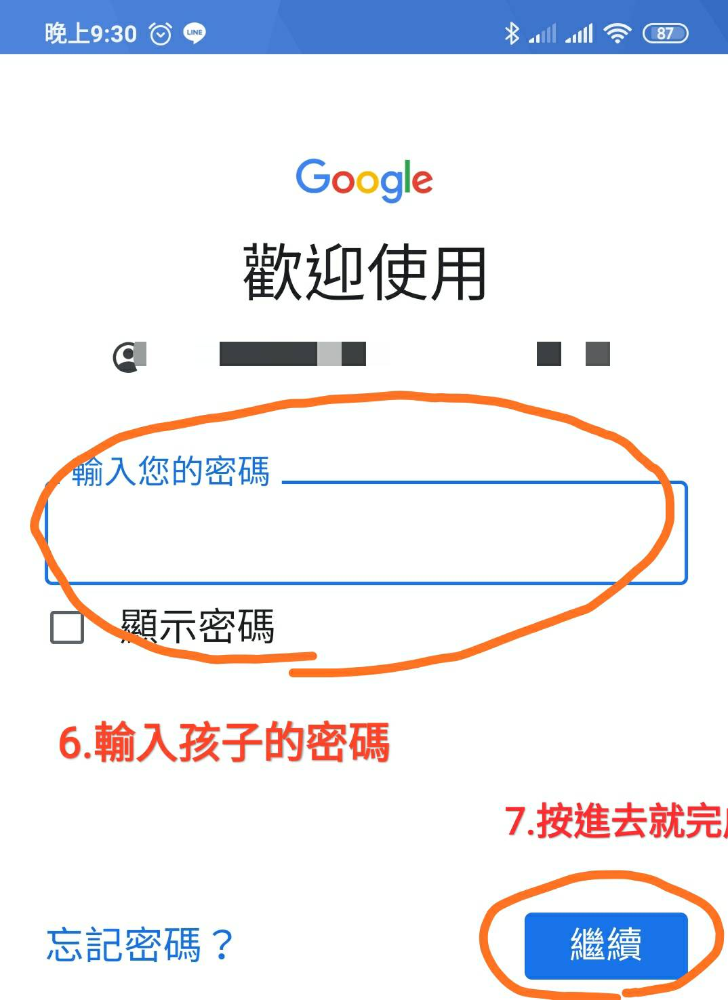 晚上9:30 LINE 87
Google
歡迎使用
輸入您的密碼
顯示密碼
6.輸入孩子的密碼
7.按進去就完
忘記密碼？ 繼續